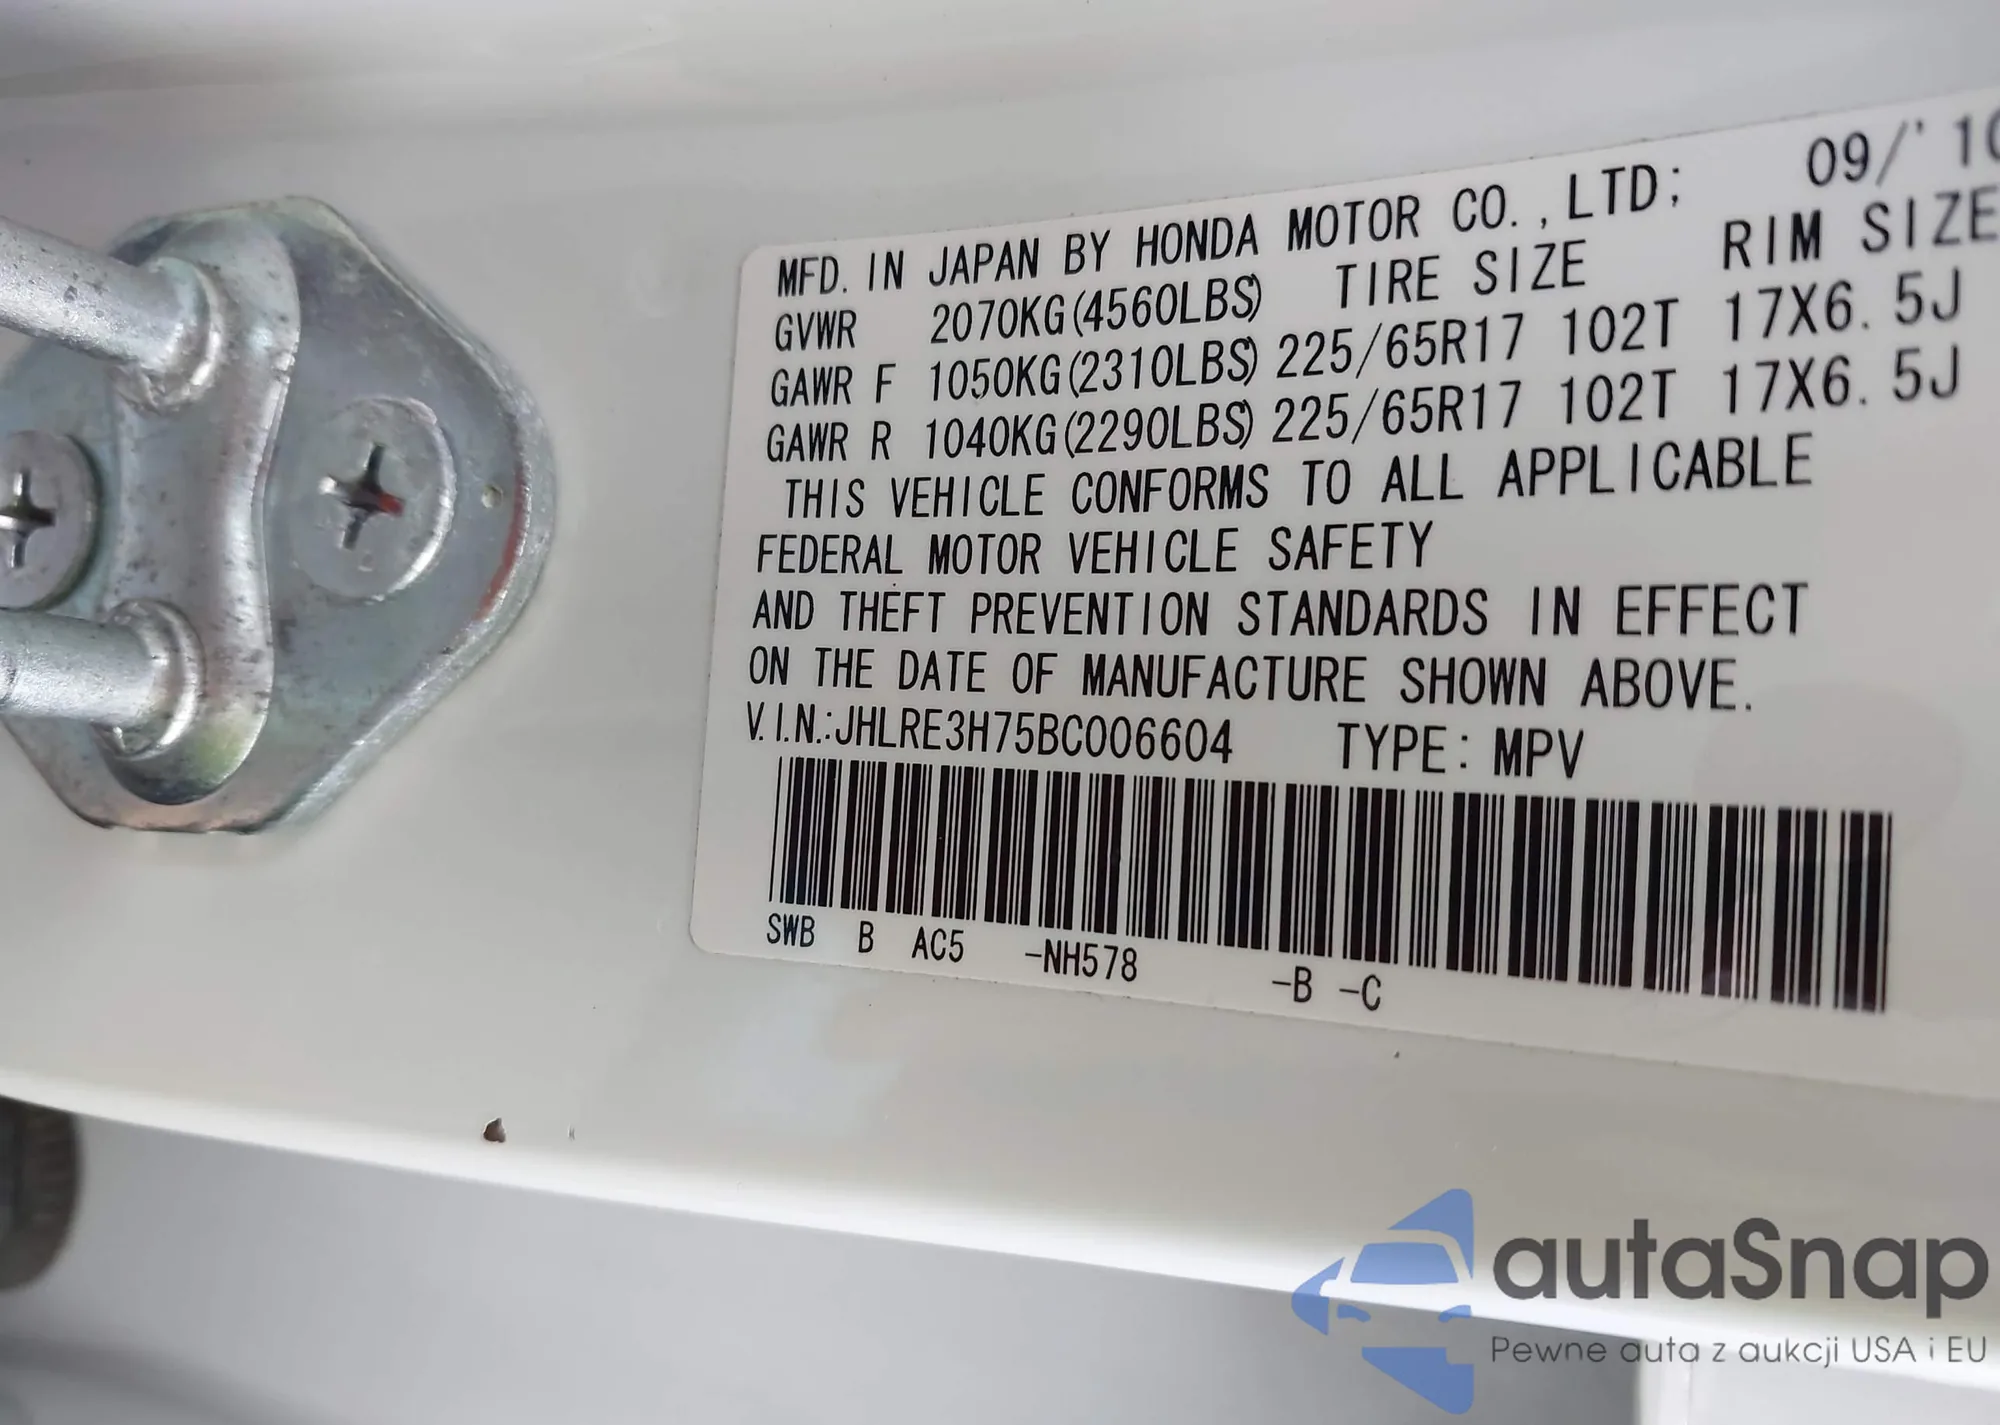 MFD. IN JAPAN BY HONDA MOTOR CO.,LTD; 09/'10
GVWR 2070KG(4560LBS) TIRE SIZE RIM SIZE
GAWR F 1050KG(2310LBS) 225/65R17 102T 17X6.5J
GAWR R 1040KG(2290LBS) 225/65R17 102T 17X6.5J
THIS VEHICLE CONFORMS TO ALL APPLICABLE
FEDERAL MOTOR VEHICLE SAFETY
AND THEFT PREVENTION STANDARDS IN EFFECT
ON THE DATE OF MANUFACTURE SHOWN ABOVE.
V.I.N.:JHLRE3H75BC006604 TYPE: MPV
SWB B AC5 -NH578 -B -C
autaSnap
Pewne auta z aukcji USA i EU